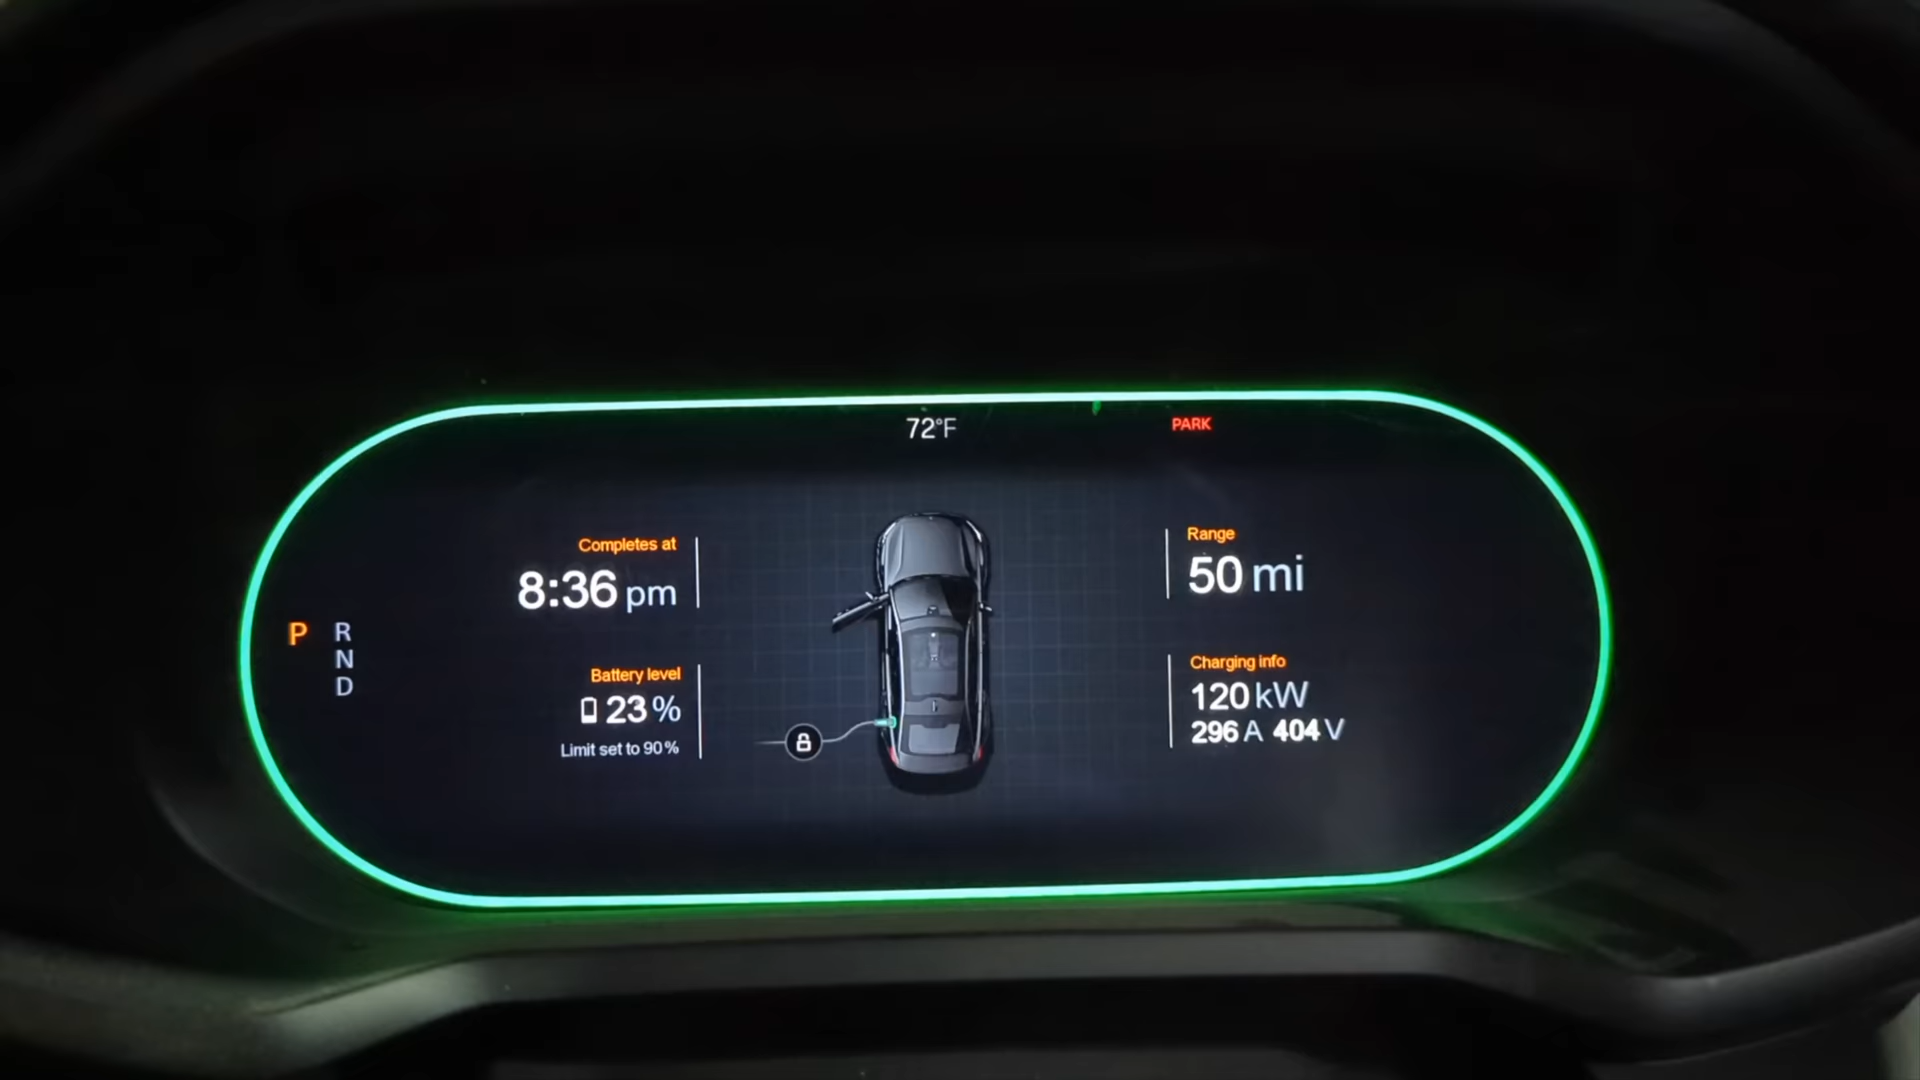 72°F
PARK
Completes at
8:36 pm
Range
50 mi
P
R
N
D
Battery level
23 %
Limit set to 90 %
Charging info
120 kW
296 A 404 V